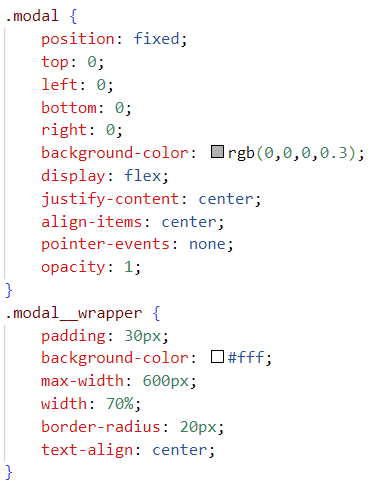 .modal {
position: fixed;
top: 0;
left: 0;
bottom: 0;
right: 0;
background-color: rgb(0,0,0,0.3);
display: flex;
justify-content: center;
align-items: center;
pointer-events: none;
opacity: 1;
}
.modal__wrapper {
padding: 30px;
background-color: #fff;
max-width: 600px;
width: 70%;
border-radius: 20px;
text-align: center;
}